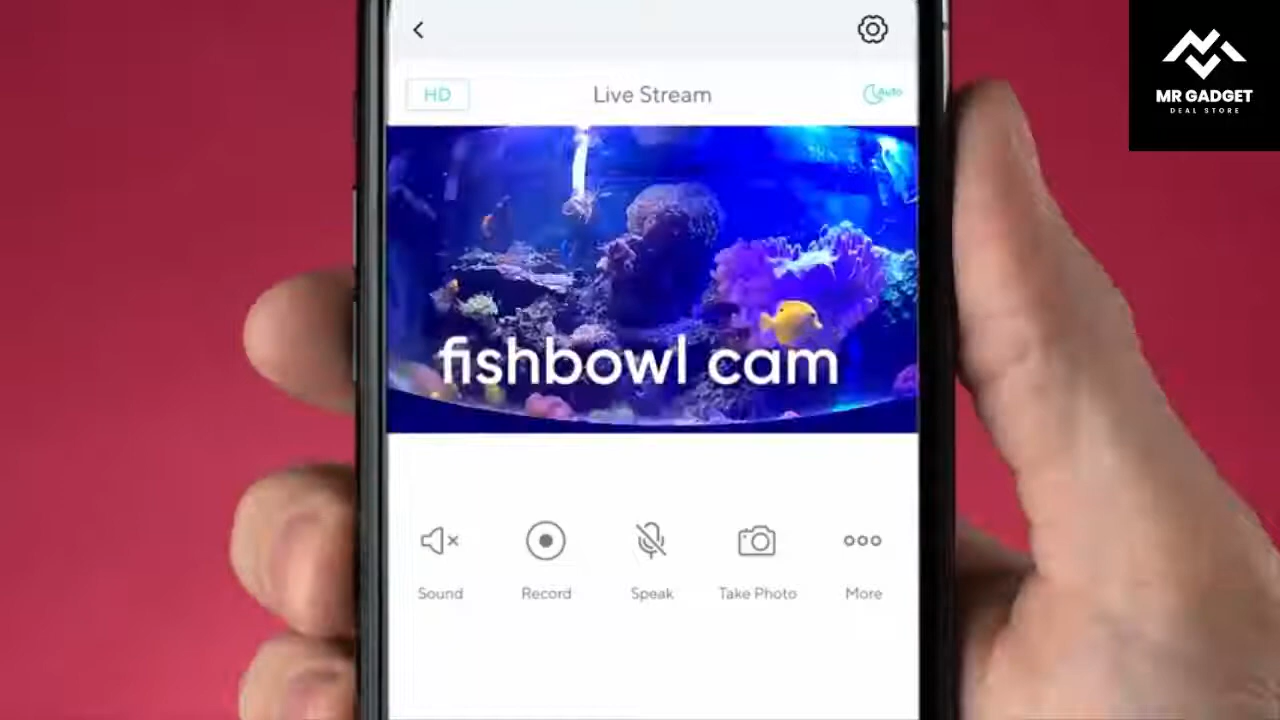 MR GADGET
DEAL STORE
HD
Live Stream
Auto
fishbowl cam
Sound
Record
Speak
Take Photo
More